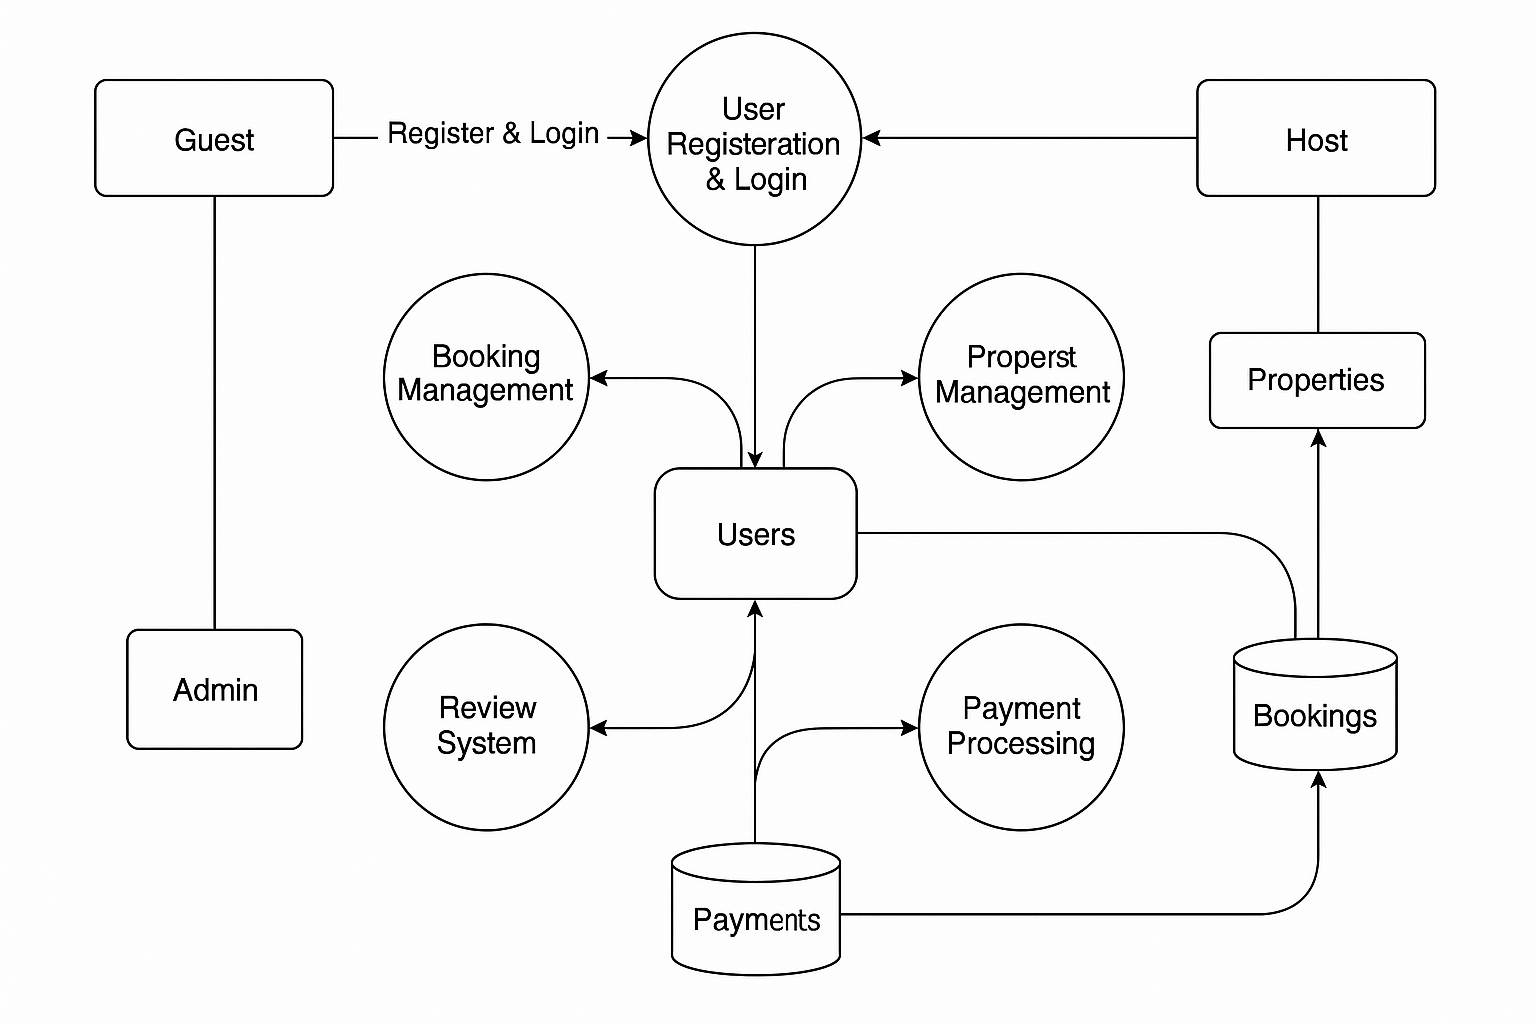 Guest
Register & Login
User
Registeration
& Login
Host
Booking
Management
Properst
Management
Properties
Users
Admin
Review
System
Payment
Processing
Bookings
Payments